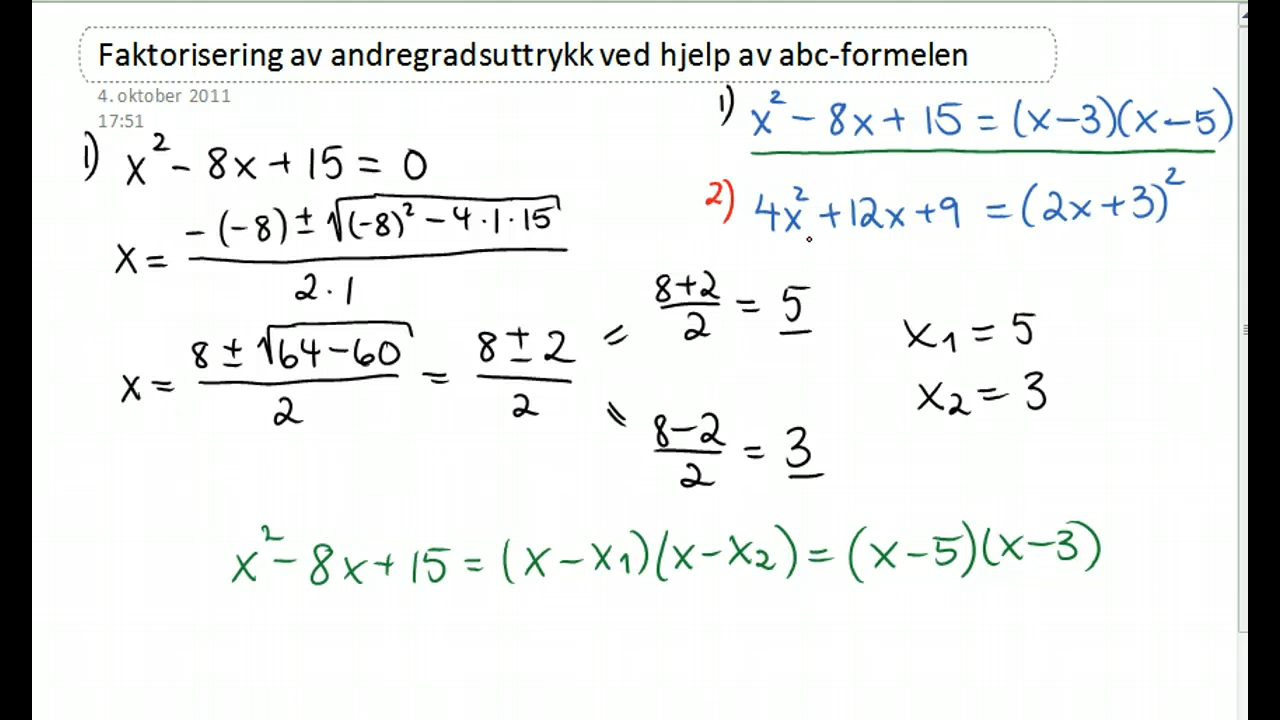 Faktorisering av andregradsuttrykk ved hjelp av abc-formelen
4. oktober 2011
17:51
1) x² - 8x + 15 = (x-3)(x-5)
2) 4x² + 12x + 9 = (2x+3)²
1) x² - 8x + 15 = 0
x = (-(-8) ± √((-8)² - 4·1·15)) / (2·1)
x = (8 ± √(64-60)) / 2 = (8 ± 2) / 2
= (8+2)/2 = 5
= (8-2)/2 = 3
x₁ = 5
x₂ = 3
x² - 8x + 15 = (x - x₁)(x - x₂) = (x-5)(x-3)